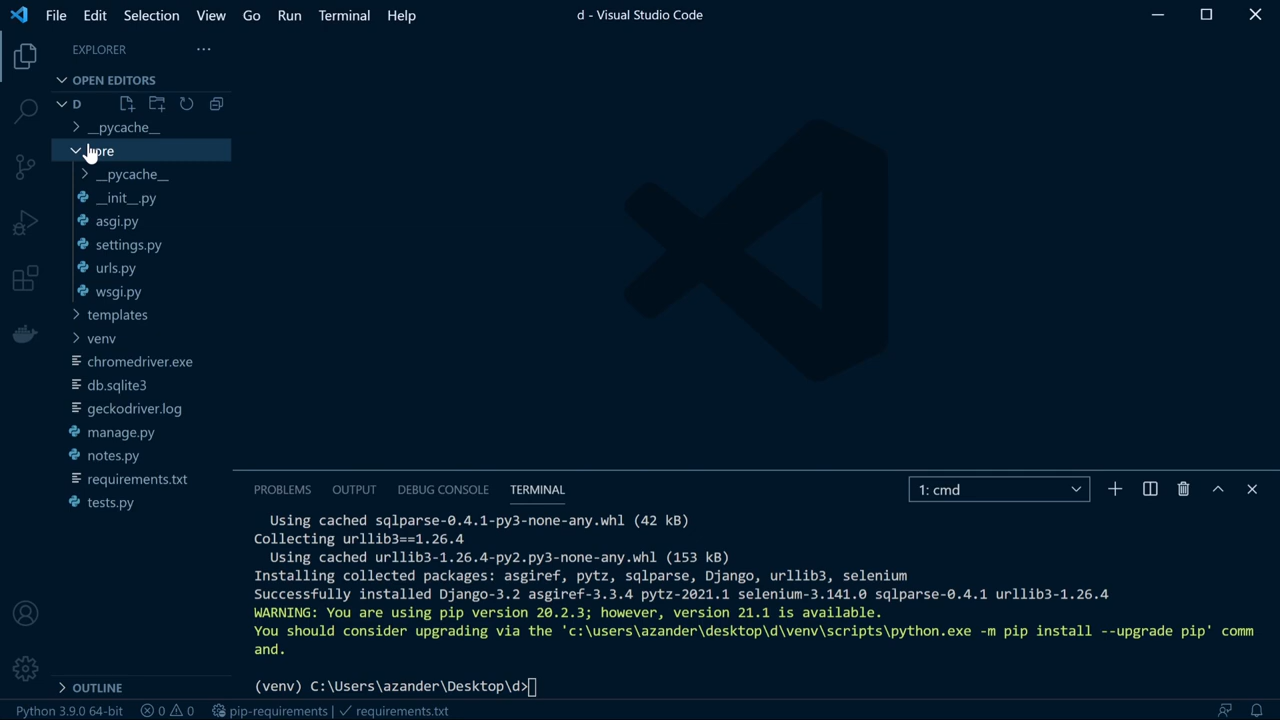 File Edit Selection View Go Run Terminal Help
d - Visual Studio Code
EXPLORER
OPEN EDITORS
D
__pycache__
ore
__pycache__
__init__.py
asgi.py
settings.py
urls.py
wsgi.py
templates
venv
chromedriver.exe
db.sqlite3
geckodriver.log
manage.py
notes.py
requirements.txt
tests.py
OUTLINE
PROBLEMS OUTPUT DEBUG CONSOLE TERMINAL
1: cmd
Using cached sqlparse-0.4.1-py3-none-any.whl (42 kB)
Collecting urllib3==1.26.4
Using cached urllib3-1.26.4-py2.py3-none-any.whl (153 kB)
Installing collected packages: asgiref, pytz, sqlparse, Django, urllib3, selenium
Successfully installed Django-3.2 asgiref-3.3.4 pytz-2021.1 selenium-3.141.0 sqlparse-0.4.1 urllib3-1.26.4
WARNING: You are using pip version 20.2.3; however, version 21.1 is available.
You should consider upgrading via the 'c:\users\azander\desktop\d\venv\scripts\python.exe -m pip install --upgrade pip' comm
and.
(venv) C:\Users\azander\Desktop\d>
Python 3.9.0 64-bit 0 0 pip-requirements | requirements.txt